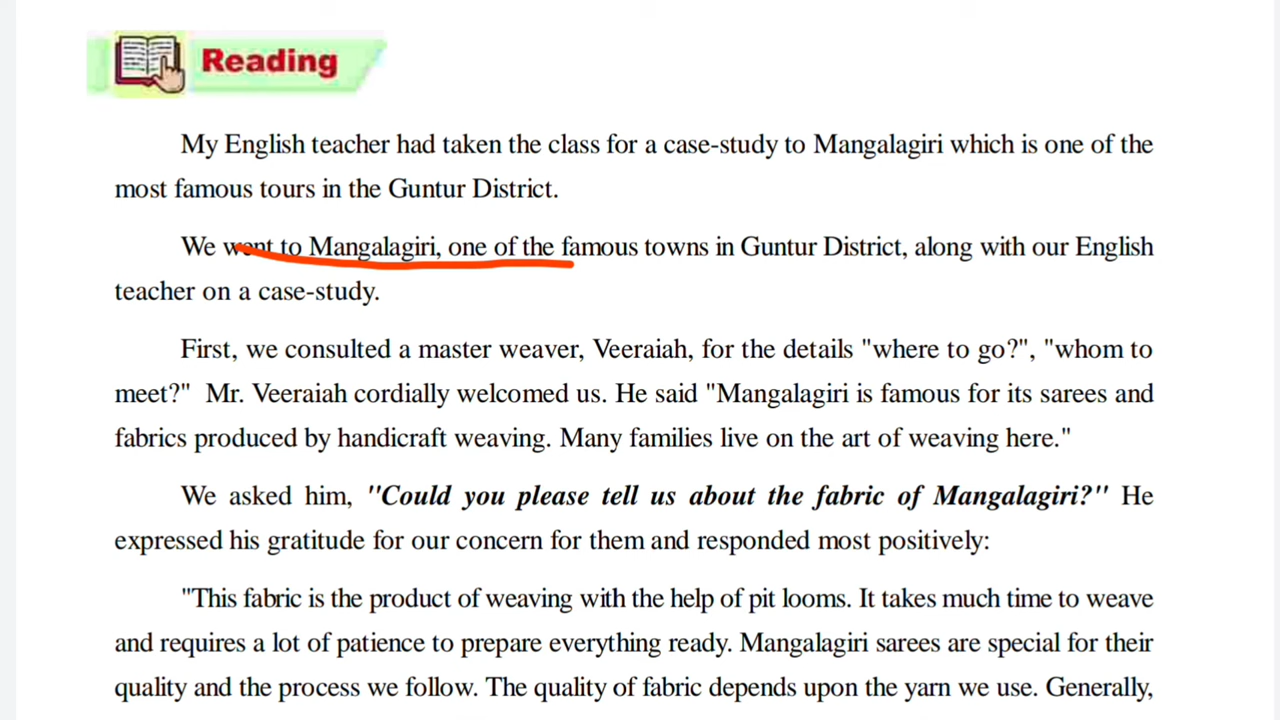 Reading
My English teacher had taken the class for a case-study to Mangalagiri which is one of the
most famous tours in the Guntur District.
We went to Mangalagiri, one of the famous towns in Guntur District, along with our English
teacher on a case-study.
First, we consulted a master weaver, Veeraiah, for the details "where to go?", "whom to
meet?" Mr. Veeraiah cordially welcomed us. He said "Mangalagiri is famous for its sarees and
fabrics produced by handicraft weaving. Many families live on the art of weaving here."
We asked him, "Could you please tell us about the fabric of Mangalagiri?" He
expressed his gratitude for our concern for them and responded most positively:
"This fabric is the product of weaving with the help of pit looms. It takes much time to weave
and requires a lot of patience to prepare everything ready. Mangalagiri sarees are special for their
quality and the process we follow. The quality of fabric depends upon the yarn we use. Generally,